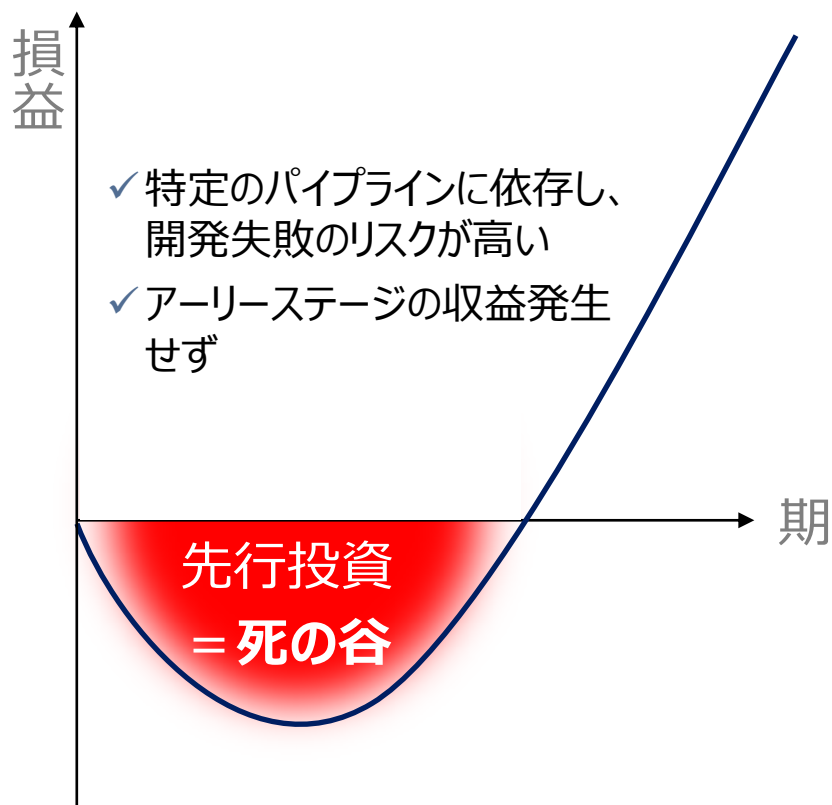 損益
✓特定のパイプラインに依存し、
開発失敗のリスクが高い
✓アーリーステージの収益発生
せず
期
先行投資
＝死の谷